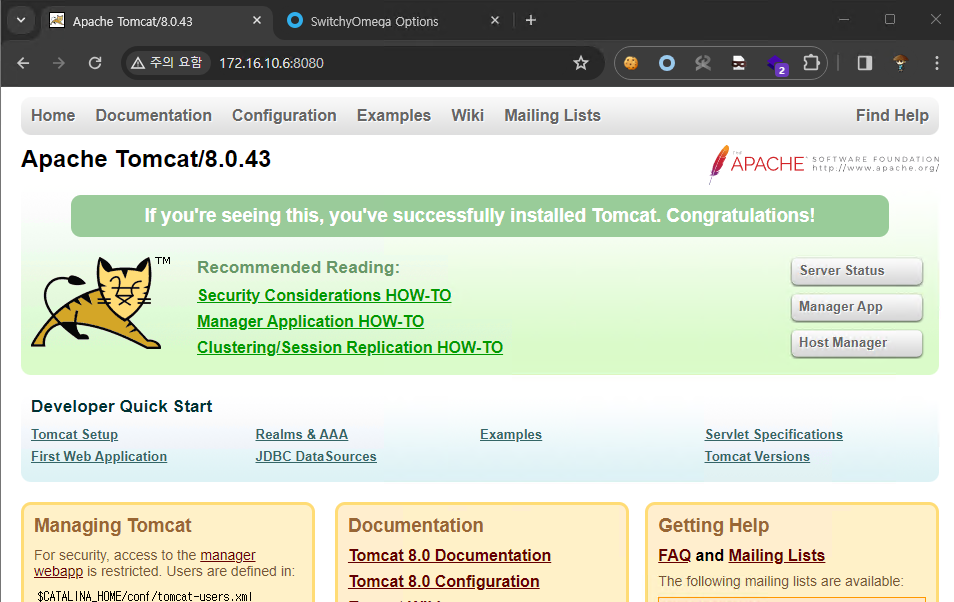 Apache Tomcat/8.0.43
SwitchyOmega Options
주의 요함 172.16.10.6:8080
2
Home Documentation Configuration Examples Wiki Mailing Lists Find Help
Apache Tomcat/8.0.43
THE APACHE SOFTWARE FOUNDATION
http://www.apache.org/
If you're seeing this, you've successfully installed Tomcat. Congratulations!
TM
Recommended Reading:
Security Considerations HOW-TO
Manager Application HOW-TO
Clustering/Session Replication HOW-TO
Server Status
Manager App
Host Manager
Developer Quick Start
Tomcat Setup
First Web Application
Realms & AAA
JDBC DataSources
Examples
Servlet Specifications
Tomcat Versions
Managing Tomcat
For security, access to the manager
webapp is restricted. Users are defined in:
$CATALINA_HOME/conf/tomcat-users.xml
Documentation
Tomcat 8.0 Documentation
Tomcat 8.0 Configuration
Getting Help
FAQ and Mailing Lists
The following mailing lists are available: